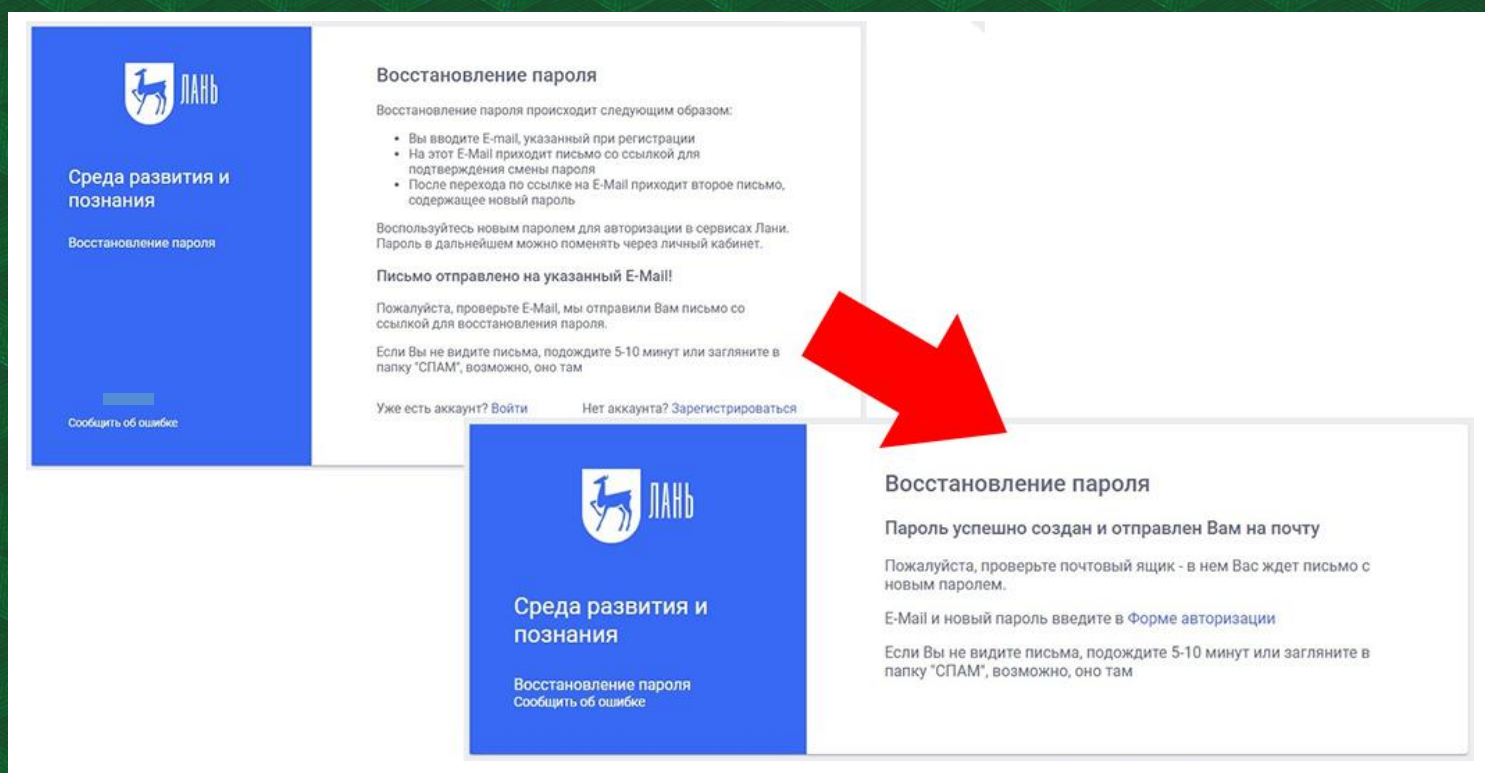 ЛАНЬ
Среда развития и
познания
Восстановление пароля
Сообщить об ошибке
Восстановление пароля
Восстановление пароля происходит следующим образом:
• Вы вводите E-mail, указанный при регистрации
• На этот E-Mail приходит письмо со ссылкой для
подтверждения смены пароля
• После перехода по ссылке на E-Mail приходит второе письмо,
содержащее новый пароль
Воспользуйтесь новым паролем для авторизации в сервисах Лани.
Пароль в дальнейшем можно поменять через личный кабинет.
Письмо отправлено на указанный E-Mail!
Пожалуйста, проверьте E-Mail, мы отправили Вам письмо со
ссылкой для восстановления пароля.
Если Вы не видите письма, подождите 5-10 минут или загляните в
папку "СПАМ", возможно, оно там
Уже есть аккаунт? Войти Нет аккаунта? Зарегистрироваться
ЛАНЬ
Среда развития и
познания
Восстановление пароля
Сообщить об ошибке
Восстановление пароля
Пароль успешно создан и отправлен Вам на почту
Пожалуйста, проверьте почтовый ящик - в нем Вас ждет письмо с
новым паролем.
E-Mail и новый пароль введите в Форме авторизации
Если Вы не видите письма, подождите 5-10 минут или загляните в
папку "СПАМ", возможно, оно там